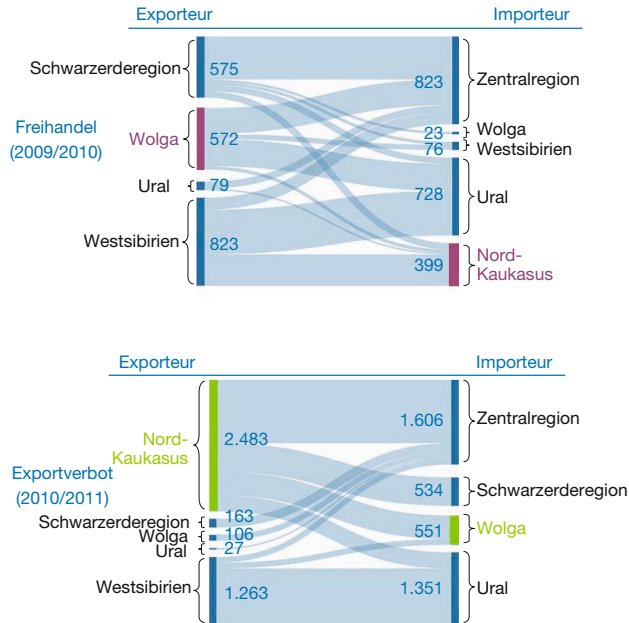 Exporteur
Importeur
Schwarzerderegion
575
823
Zentralregion
Freihandel
(2009/2010)
Wolga
572
23
Wolga
76
Westsibirien
Ural
79
728
Ural
Westsibirien
823
399
Nord-
Kaukasus
Exporteur
Importeur
Nord-
Kaukasus
2.483
1.606
Zentralregion
Exportverbot
(2010/2011)
534
Schwarzerderegion
Schwarzerderegion
163
Wolga
106
551
Wolga
Ural
27
Westsibirien
1.263
1.351
Ural